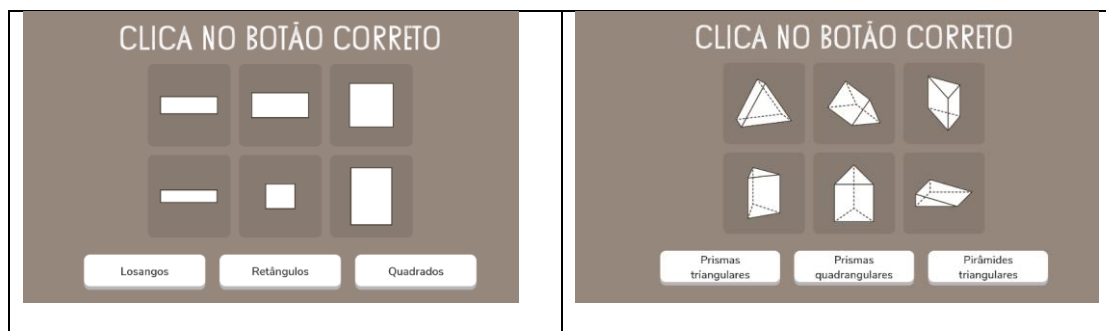 CLICA NO BOTÃO CORRETO
Losangos
Retângulos
Quadrados
CLICA NO BOTÃO CORRETO
Prismas
triangulares
Prismas
quadrangulares
Pirâmides
triangulares